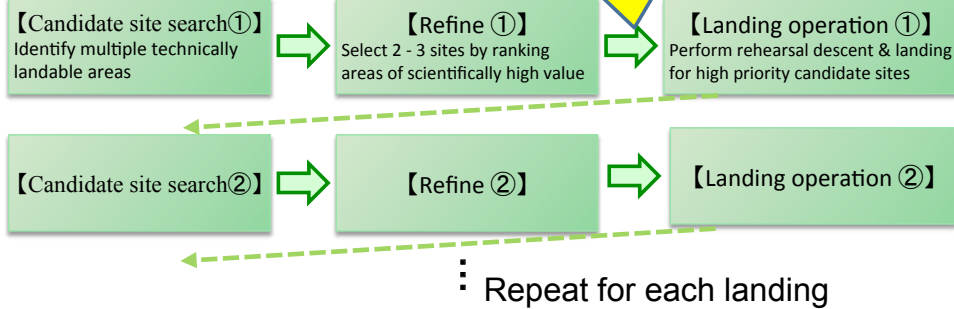 【Candidate site search①】
Identify multiple technically
landable areas
【Refine ①】
Select 2 - 3 sites by ranking
areas of scientifically high value
【Landing operation ①】
Perform rehearsal descent & landing
for high priority candidate sites
【Candidate site search②】
【Refine ②】
【Landing operation ②】
⋮ Repeat for each landing